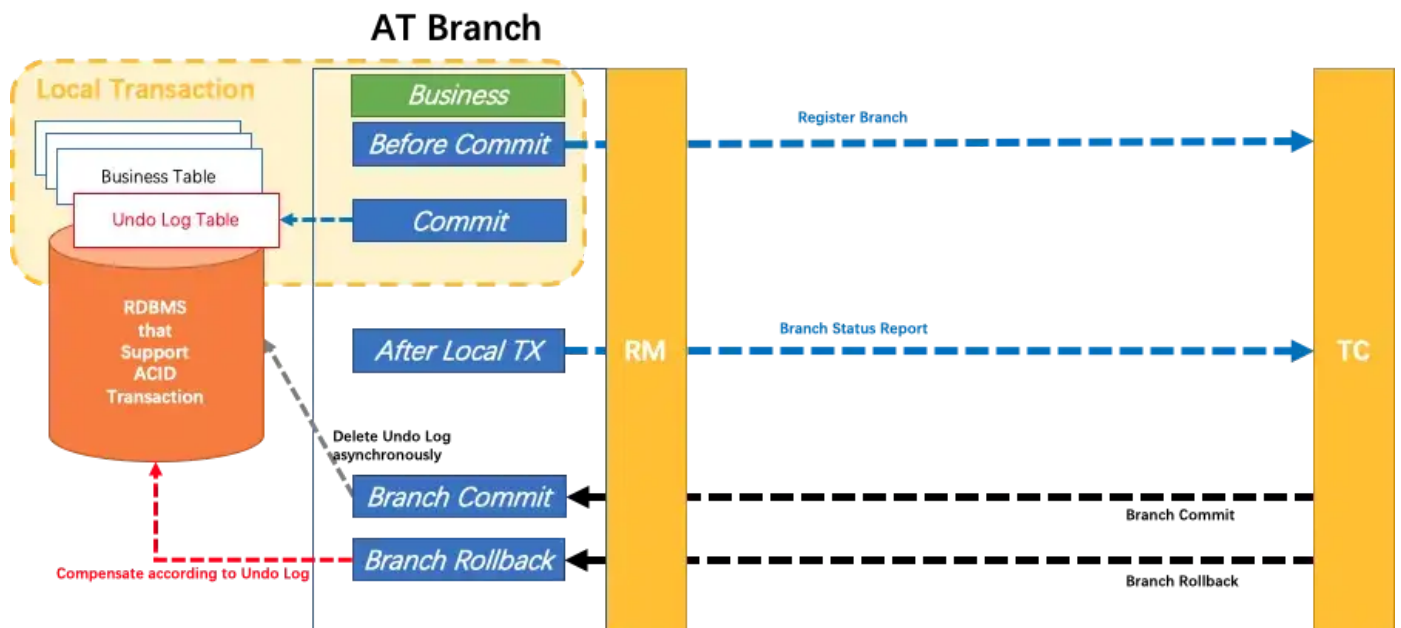 AT Branch
Local Transaction
Business
Before Commit
Register Branch
Business Table
Undo Log Table
Commit
RDBMS
that
Support
ACID
Transaction
After Local TX
RM
Branch Status Report
TC
Delete Undo Log
asynchronously
Branch Commit
Branch Commit
Branch Rollback
Compensate according to Undo Log
Branch Rollback